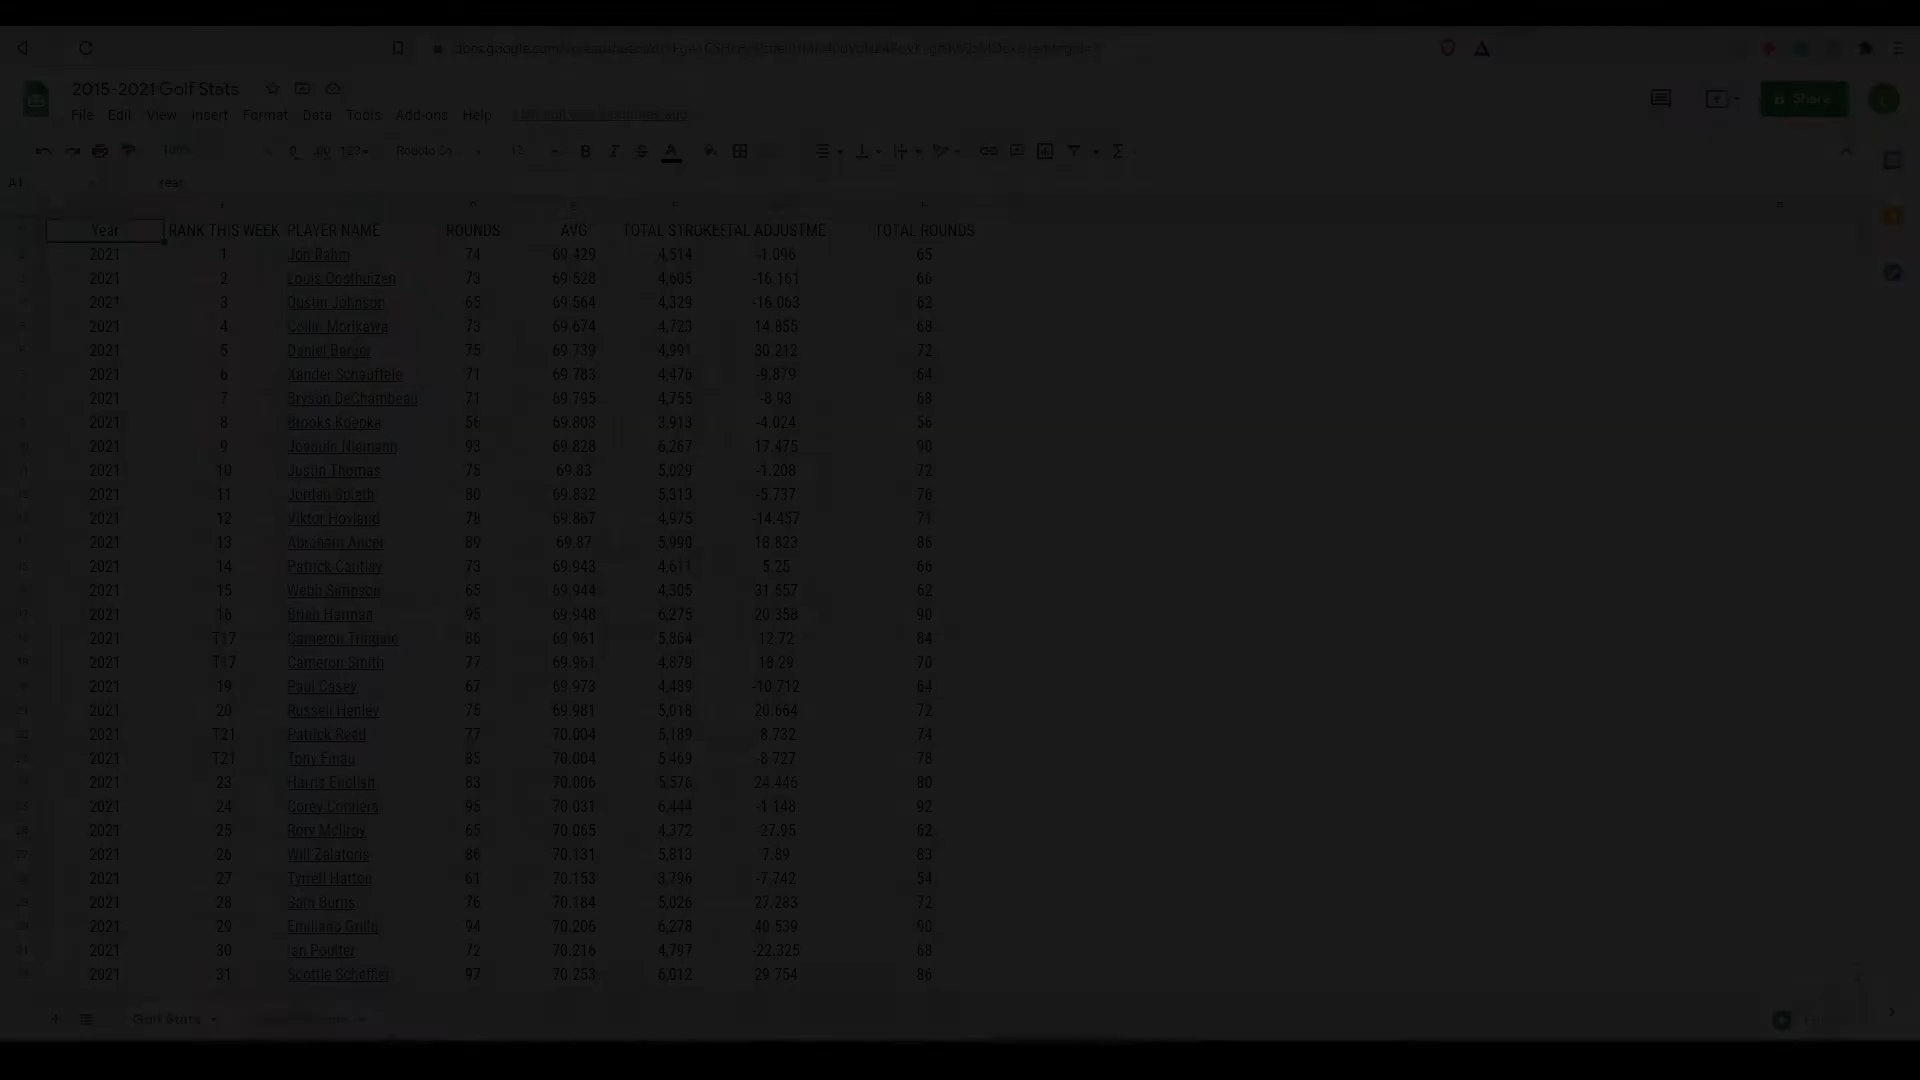 2015-2021 Golf Stats
File Edit View Insert Format Data Tools Add-ons Help
Share
100% .0 .00 123 Roboto Co... 12 B I S A
A1 Year
Year RANK THIS WEEK PLAYER NAME ROUNDS AVG TOTAL STROKES TAL ADJUSTME TOTAL ROUNDS
2021 1 Jon Rahm 74 69.429 4,514 -1.096 65
2021 2 Louis Oosthuizen 73 69.528 4,605 -16.161 66
2021 3 Dustin Johnson 65 69.564 4,329 -16.063 62
2021 4 Collin Morikawa 73 69.674 4,723 14.855 68
2021 5 Daniel Berger 75 69.739 4,991 30.212 72
2021 6 Xander Schauffele 71 69.783 4,476 -9.879 64
2021 7 Bryson DeChambeau 71 69.795 4,755 -8.93 68
2021 8 Brooks Koepka 56 69.803 3,913 -4.024 56
2021 9 Joaquin Niemann 93 69.828 6,267 17.475 90
2021 10 Justin Thomas 75 69.83 5,029 -1.208 72
2021 11 Jordan Spieth 80 69.832 5,313 -5.737 76
2021 12 Viktor Hovland 78 69.867 4,975 -14.457 71
2021 13 Abraham Ancer 89 69.87 5,990 18.823 86
2021 14 Patrick Cantlay 73 69.943 4,611 5.25 66
2021 15 Webb Simpson 65 69.944 4,305 31.557 62
2021 16 Brian Harman 95 69.948 6,275 20.358 90
2021 T17 Cameron Tringale 86 69.961 5,864 12.72 84
2021 T17 Cameron Smith 77 69.961 4,879 18.29 70
2021 19 Paul Casey 67 69.973 4,489 -10.712 64
2021 20 Russell Henley 75 69.981 5,018 20.664 72
2021 T21 Patrick Reed 77 70.004 5,189 -8.732 74
2021 T21 Tony Finau 85 70.004 5,469 -8.727 78
2021 23 Harris English 83 70.006 5,576 24.446 80
2021 24 Corey Conners 95 70.031 6,444 -1.148 92
2021 25 Rory McIlroy 65 70.065 4,372 -27.95 62
2021 26 Will Zalatoris 86 70.131 5,813 7.89 83
2021 27 Tyrrell Hatton 61 70.153 3,796 -7.742 54
2021 28 Sam Burns 76 70.184 5,026 27.283 72
2021 29 Emiliano Grillo 94 70.206 6,278 40.539 90
2021 30 Ian Poulter 72 70.216 4,797 -22.325 68
2021 31 Scottie Scheffler 97 70.253 6,012 29.754 86
Golf Stats